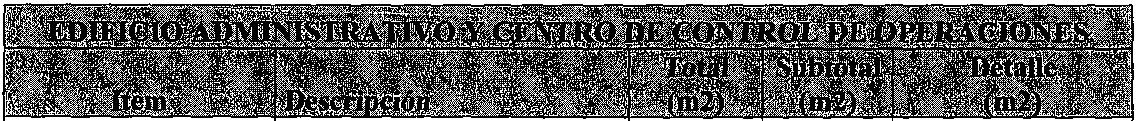 EDIFICIO ADMINISTRATIVO Y CENTRO DE CONTROL DE OPERACIONES
Total Subtotal Detalle
Item Descripción (m2) (m2) (m2)